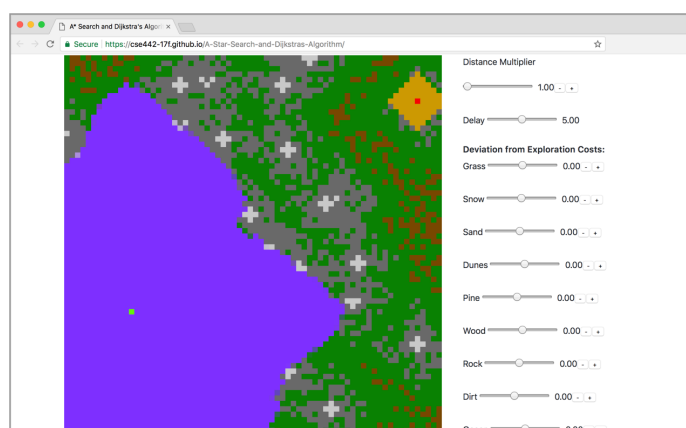 A* Search and Dijkstra's Algor
Secure | https://cse442-17f.github.io/A-Star-Search-and-Dijkstras-Algorithm/
Distance Multiplier
1.00 - +
Delay 5.00
Deviation from Exploration Costs:
Grass 0.00 - +
Snow 0.00 - +
Sand 0.00 - +
Dunes 0.00 - +
Pine 0.00 - +
Wood 0.00 - +
Rock 0.00 - +
Dirt 0.00 - +